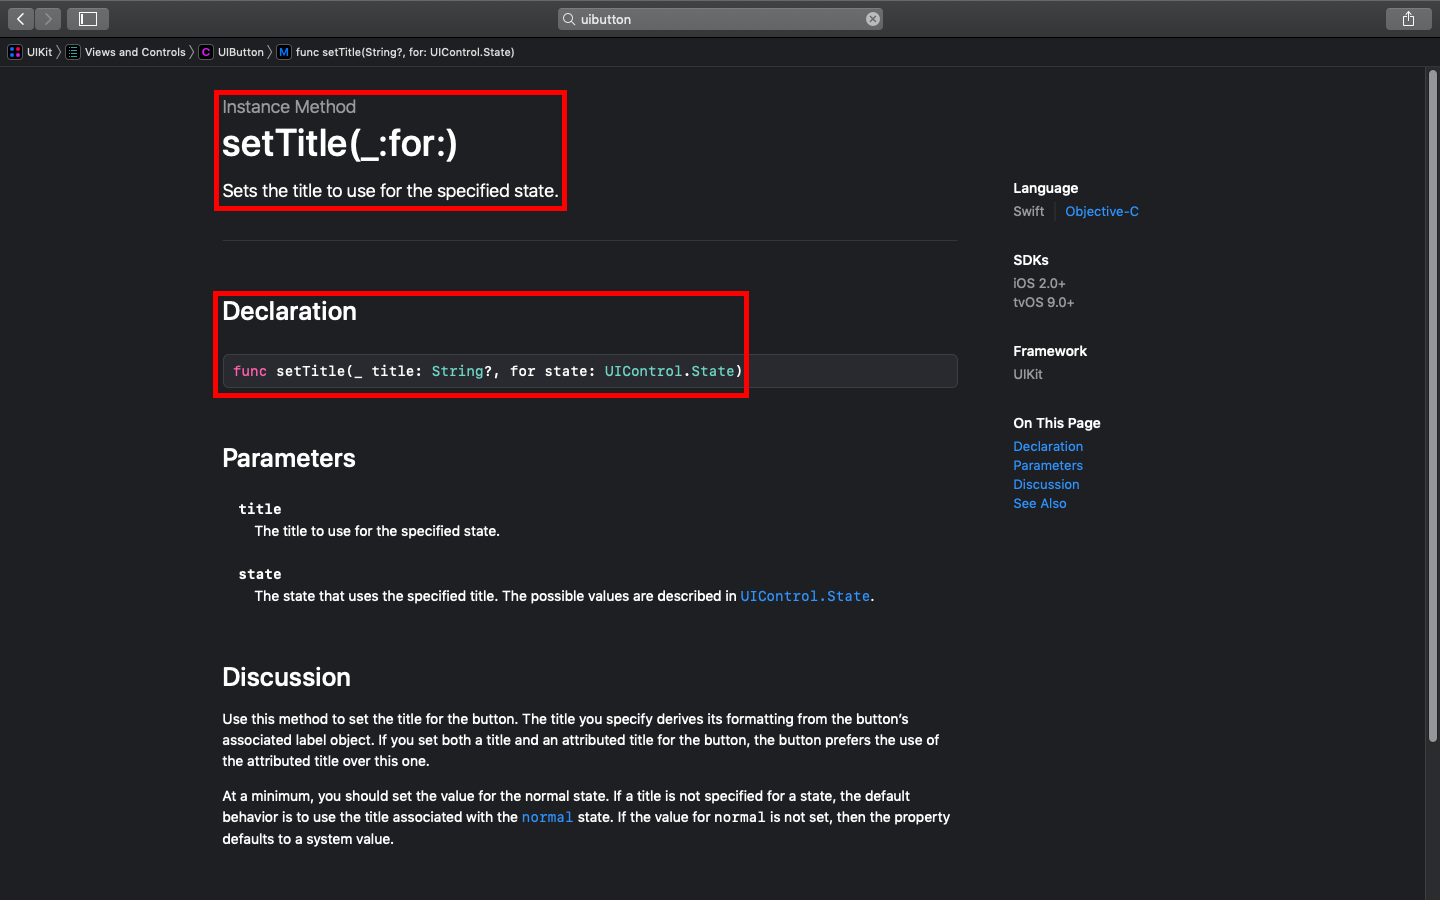 uibutton
UIKit > Views and Controls > UIButton > M func setTitle(String?, for: UIControl.State)
Instance Method
setTitle(_:for:)
Sets the title to use for the specified state.
Declaration
func setTitle(_ title: String?, for state: UIControl.State)
Parameters
title
The title to use for the specified state.
state
The state that uses the specified title. The possible values are described in UIControl.State.
Discussion
Use this method to set the title for the button. The title you specify derives its formatting from the button’s
associated label object. If you set both a title and an attributed title for the button, the button prefers the use of
the attributed title over this one.
At a minimum, you should set the value for the normal state. If a title is not specified for a state, the default
behavior is to use the title associated with the normal state. If the value for normal is not set, then the property
defaults to a system value.
Language
Swift | Objective-C
SDKs
iOS 2.0+
tvOS 9.0+
Framework
UIKit
On This Page
Declaration
Parameters
Discussion
See Also